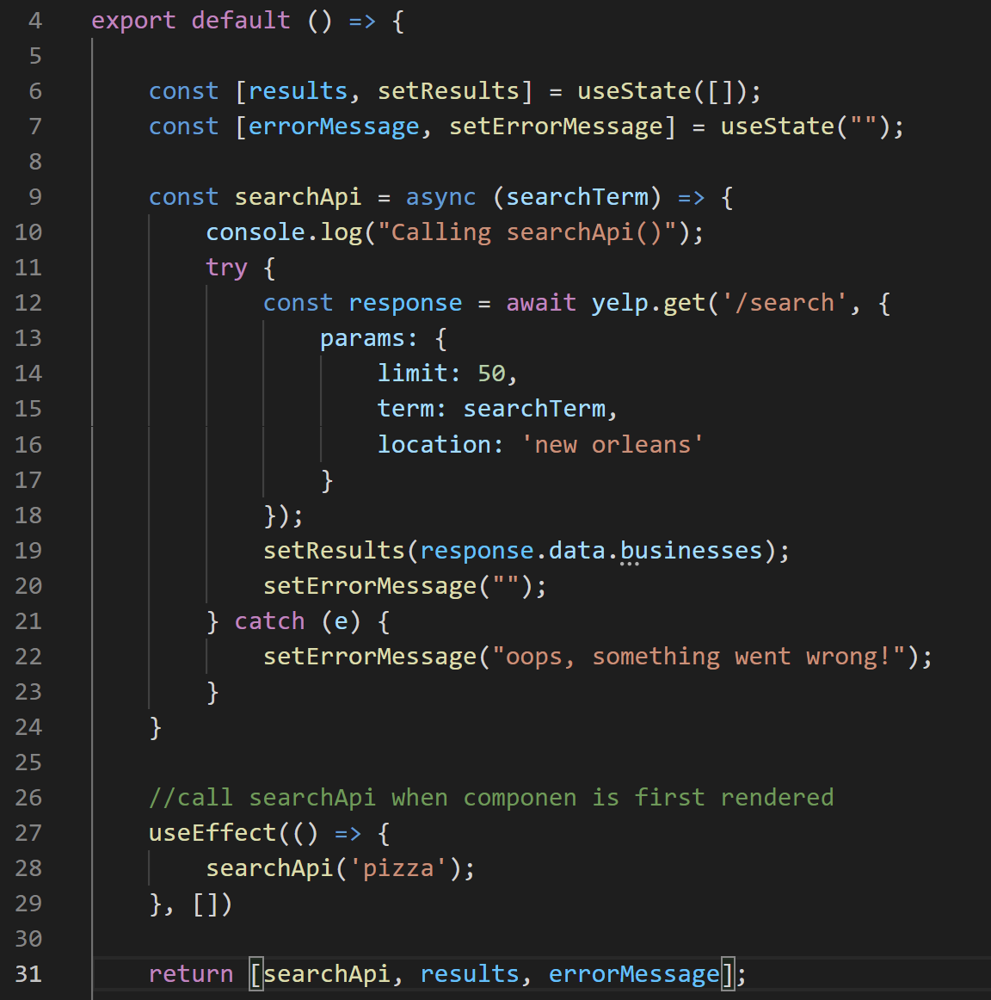 4 export default () => {
5
6 const [results, setResults] = useState([]);
7 const [errorMessage, setErrorMessage] = useState("");
8
9 const searchApi = async (searchTerm) => {
10 console.log("Calling searchApi()");
11 try {
12 const response = await yelp.get('/search', {
13 params: {
14 limit: 50,
15 term: searchTerm,
16 location: 'new orleans'
17 }
18 });
19 setResults(response.data.businesses);
20 setErrorMessage("");
21 } catch (e) {
22 setErrorMessage("oops, something went wrong!");
23 }
24 }
25
26 //call searchApi when componen is first rendered
27 useEffect(() => {
28 searchApi('pizza');
29 }, [])
30
31 return [searchApi, results, errorMessage];